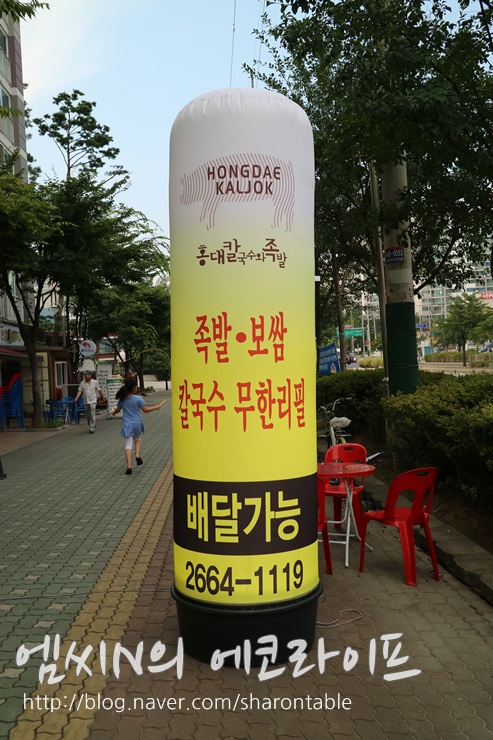 HONGDAE
KALJOK
홍대칼국수와족발
족발•보쌈
칼국수 무한리필
배달가능
2664-1119
엠씨N의 에코라이프
http://blog.naver.com/sharontable